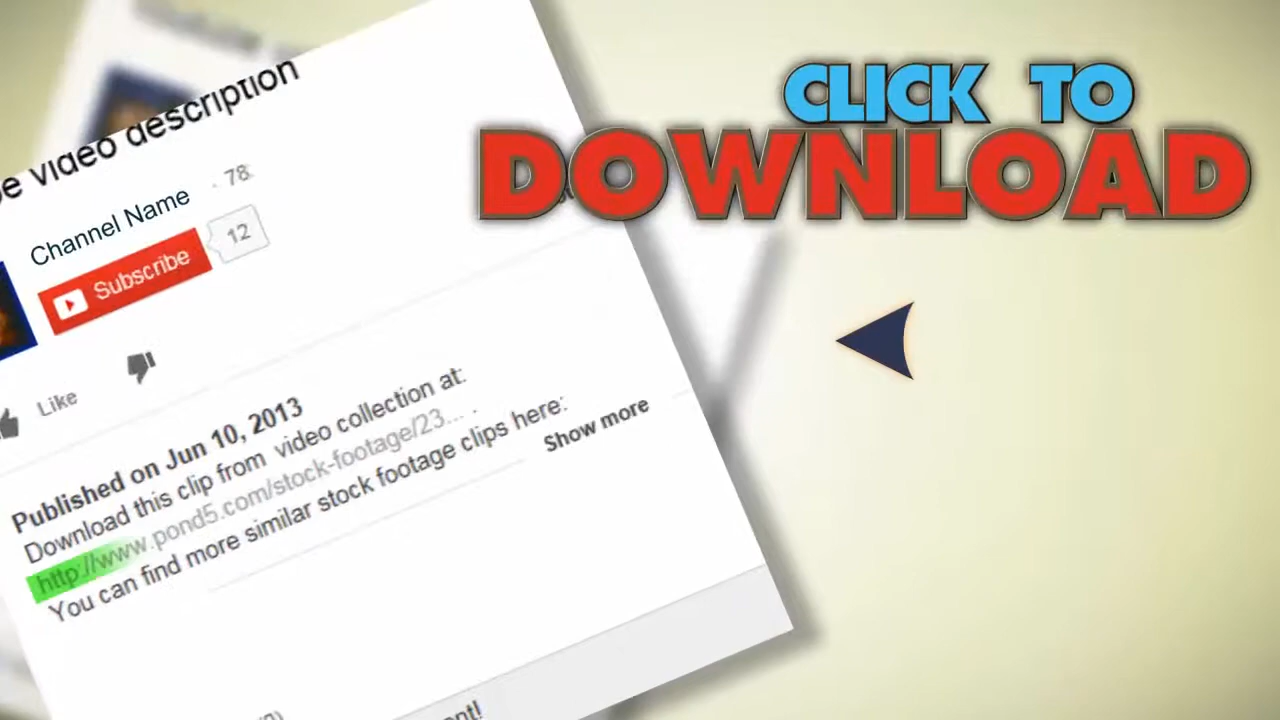 CLICK TO
DOWNLOAD
video description
Channel Name
78
Subscribe
12
Like
Published on Jun 10, 2013
Download this clip from video collection at:
http://www.pond5.com/stock-footage/23...
You can find more similar stock footage clips here:
Show more